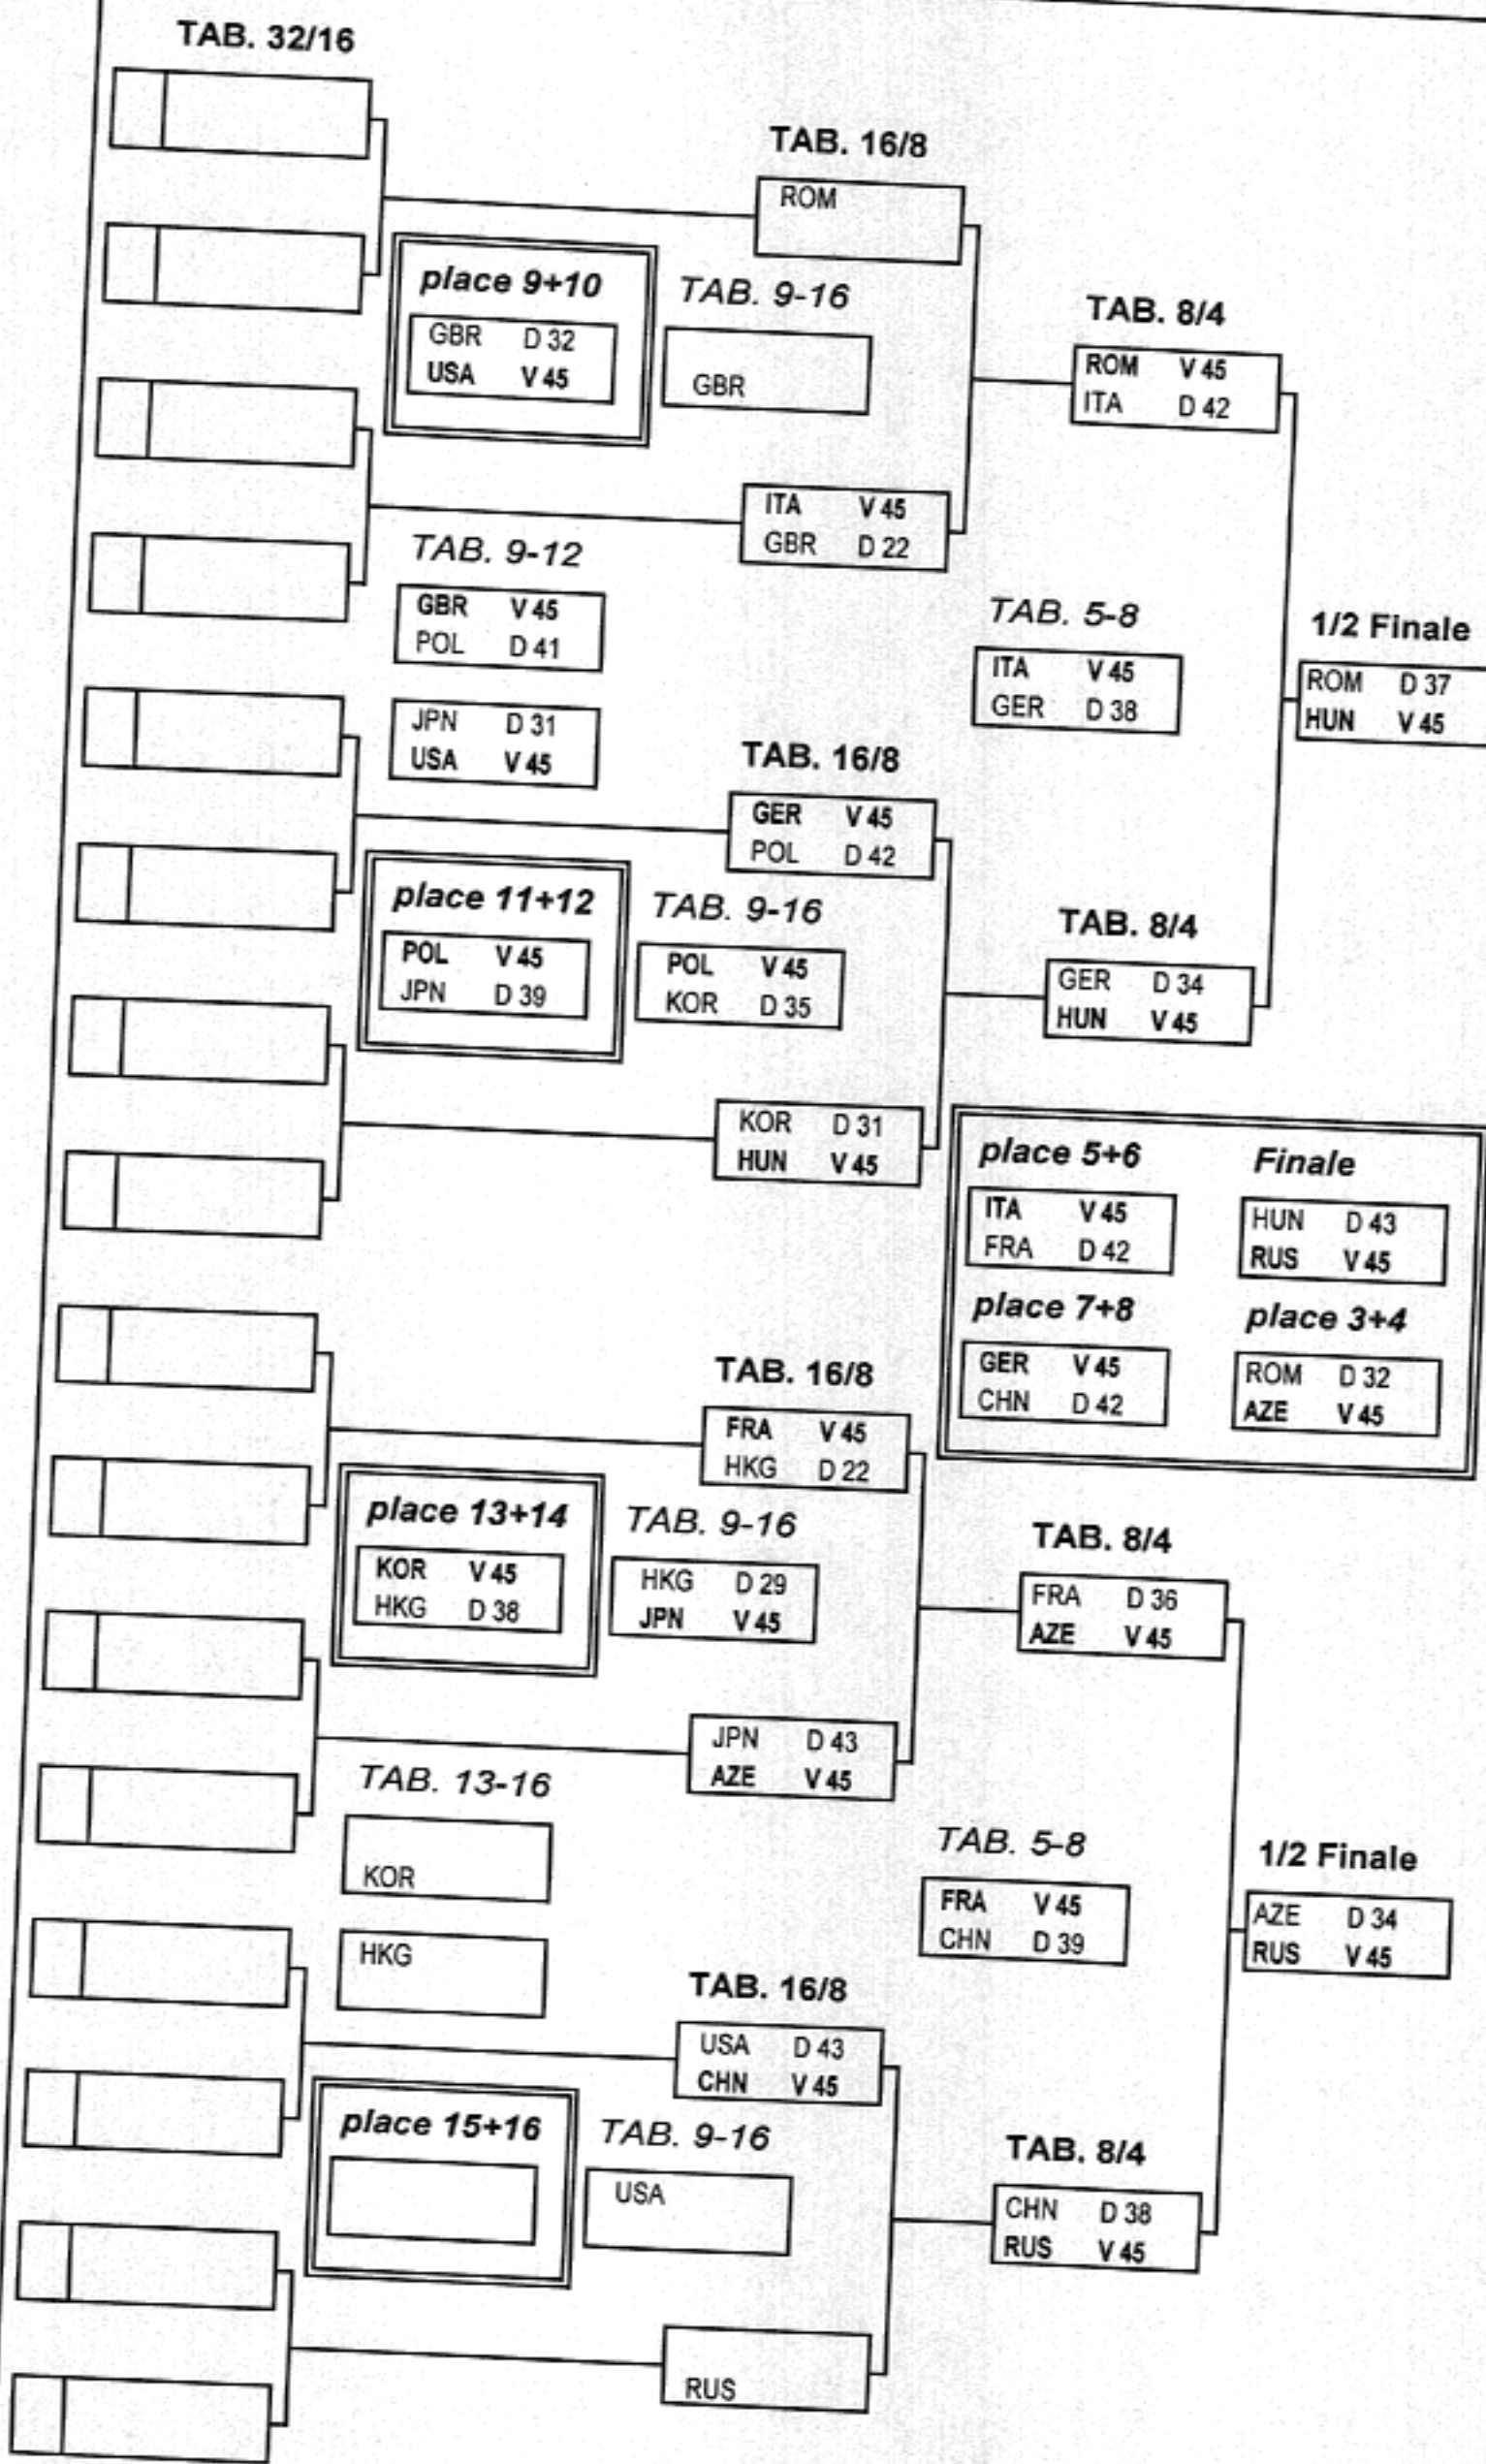 TAB. 32/16
TAB. 16/8
ROM
place 9+10
GBR D 32
USA V 45
TAB. 9-16
GBR
TAB. 8/4
ROM V 45
ITA D 42
ITA V 45
GBR D 22
TAB. 9-12
GBR V 45
POL D 41
JPN D 31
USA V 45
TAB. 5-8
ITA V 45
GER D 38
1/2 Finale
ROM D 37
HUN V 45
TAB. 16/8
GER V 45
POL D 42
place 11+12
POL V 45
JPN D 39
TAB. 9-16
POL V 45
KOR D 35
TAB. 8/4
GER D 34
HUN V 45
KOR D 31
HUN V 45
place 5+6
ITA V 45
FRA D 42
Finale
HUN D 43
RUS V 45
place 7+8
GER V 45
CHN D 42
place 3+4
ROM D 32
AZE V 45
TAB. 16/8
FRA V 45
HKG D 22
place 13+14
KOR V 45
HKG D 38
TAB. 9-16
HKG D 29
JPN V 45
TAB. 8/4
FRA D 36
AZE V 45
JPN D 43
AZE V 45
TAB. 13-16
KOR
HKG
TAB. 5-8
FRA V 45
CHN D 39
1/2 Finale
AZE D 34
RUS V 45
TAB. 16/8
USA D 43
CHN V 45
place 15+16
TAB. 9-16
USA
TAB. 8/4
CHN D 38
RUS V 45
RUS